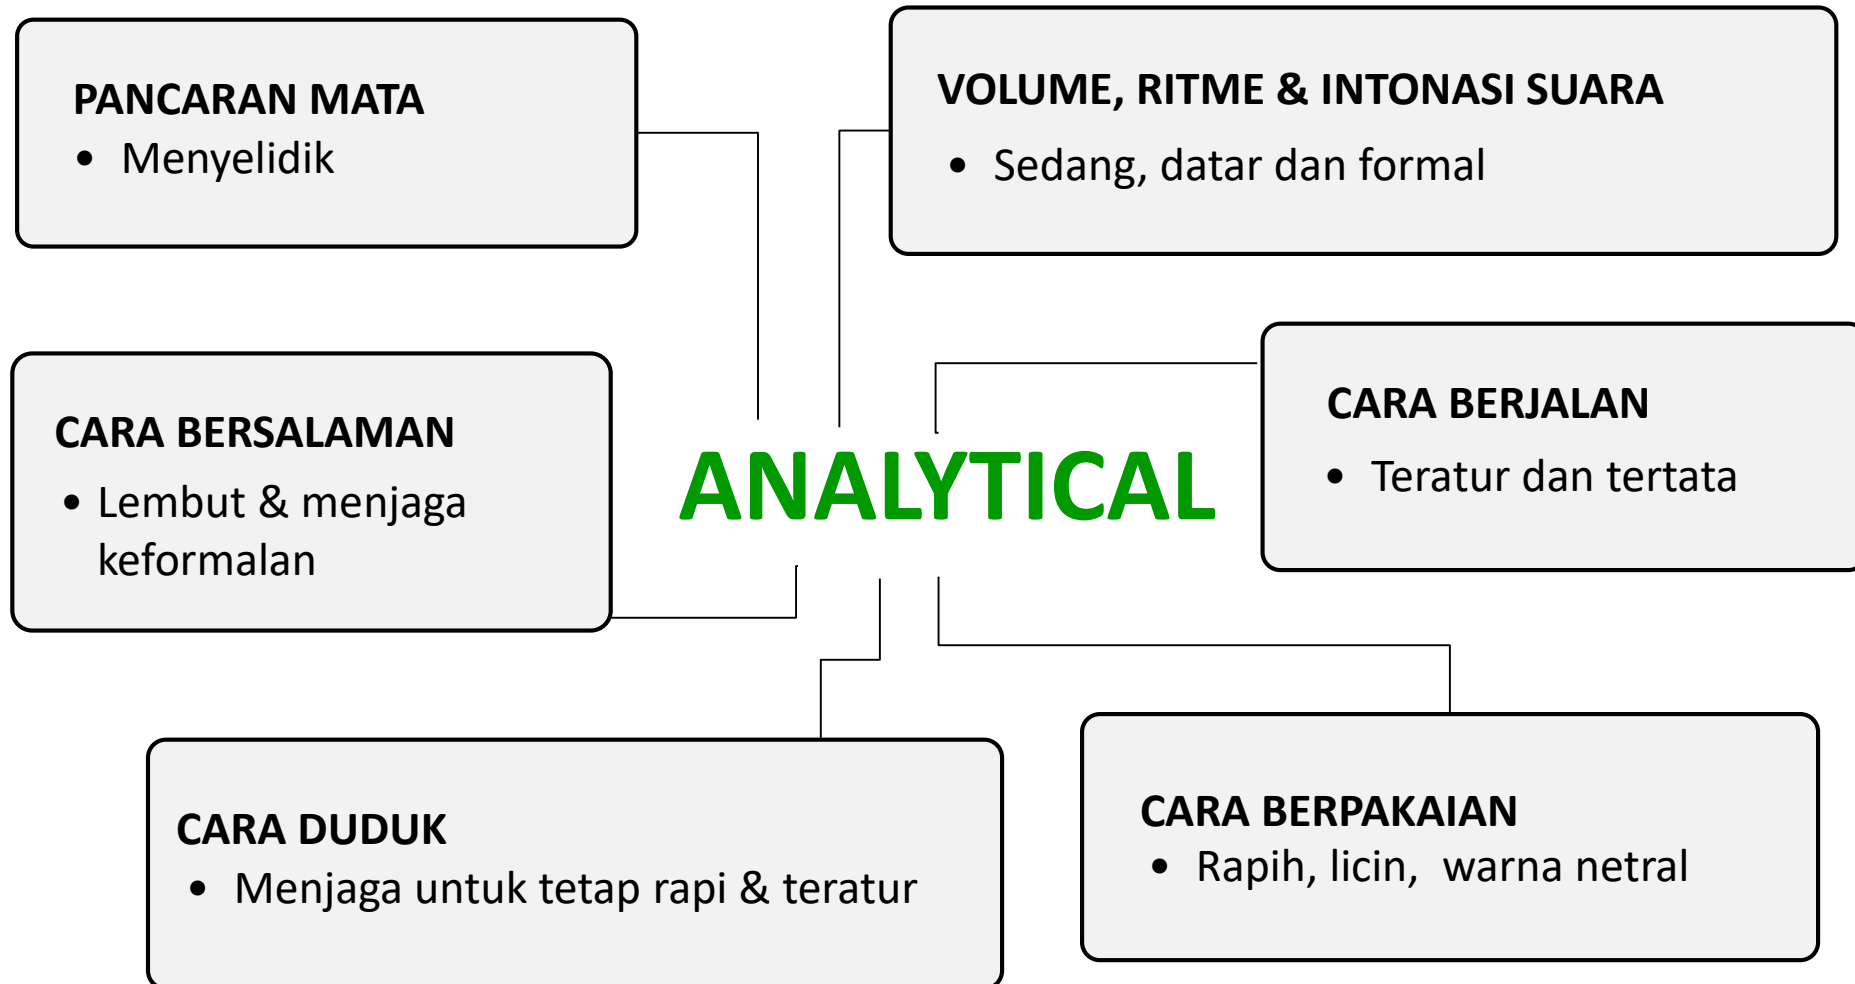 PANCARAN MATA
• Menyelidik
VOLUME, RITME & INTONASI SUARA
• Sedang, datar dan formal
CARA BERSALAMAN
• Lembut & menjaga
keformalan
ANALYTICAL
CARA BERJALAN
• Teratur dan tertata
CARA DUDUK
• Menjaga untuk tetap rapi & teratur
CARA BERPAKAIAN
• Rapih, licin,  warna netral